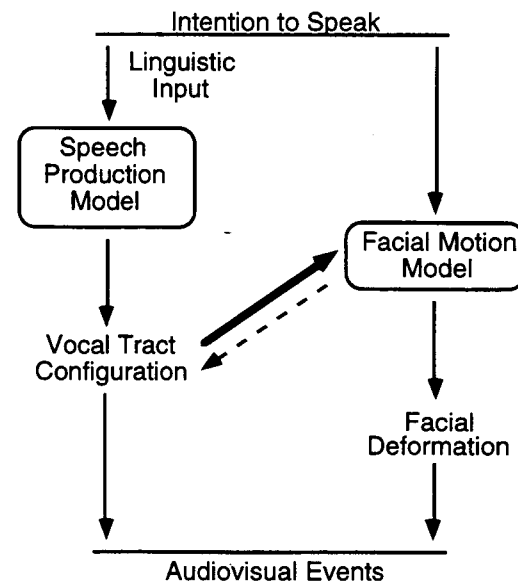 Intention to Speak
Linguistic
Input
Speech
Production
Model
Facial Motion
Model
Vocal Tract
Configuration
Facial
Deformation
Audiovisual Events